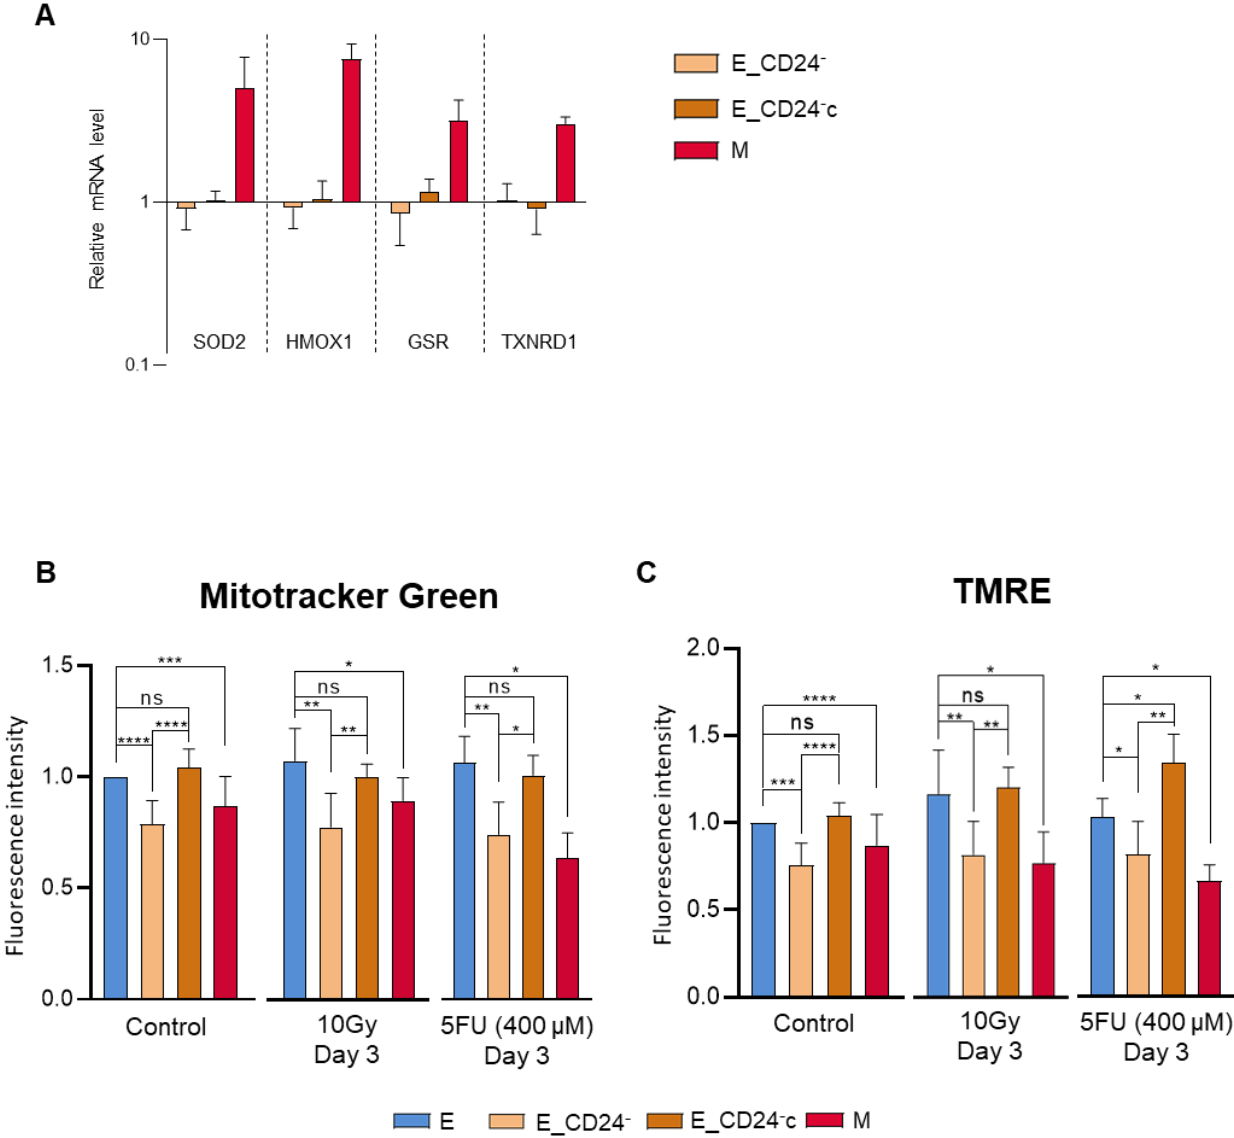 A
10
1
0.1
Relative mRNA level
SOD2 HMOX1 GSR TXNRD1
E_CD24⁻
E_CD24⁻c
M
B
Mitotracker Green
Fluorescence intensity
1.5
1.0
0.5
0.0
***
ns
****
****
*
ns
**
**
*
ns
**
*
Control
10Gy
Day 3
5FU (400 µM)
Day 3
C
TMRE
Fluorescence intensity
2.0
1.5
1.0
0.5
0.0
****
ns
****
***
*
ns
**
**
*
*
**
*
Control
10Gy
Day 3
5FU (400 µM)
Day 3
E E_CD24⁻ E_CD24⁻c M